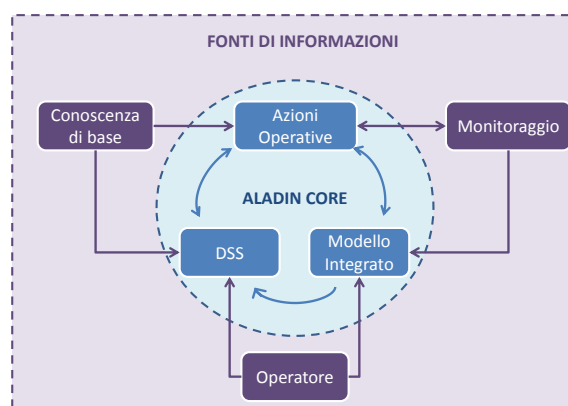 FONTI DI INFORMAZIONI
Conoscenza
di base
Azioni
Operative
Monitoraggio
ALADIN CORE
DSS
Modello
Integrato
Operatore